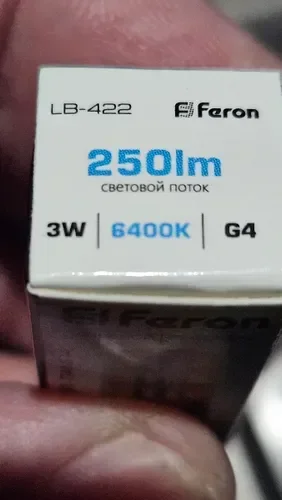 LB-422 Feron
250lm
СВЕТОВОЙ ПОТОК
3W | 6400K | G4
Feron